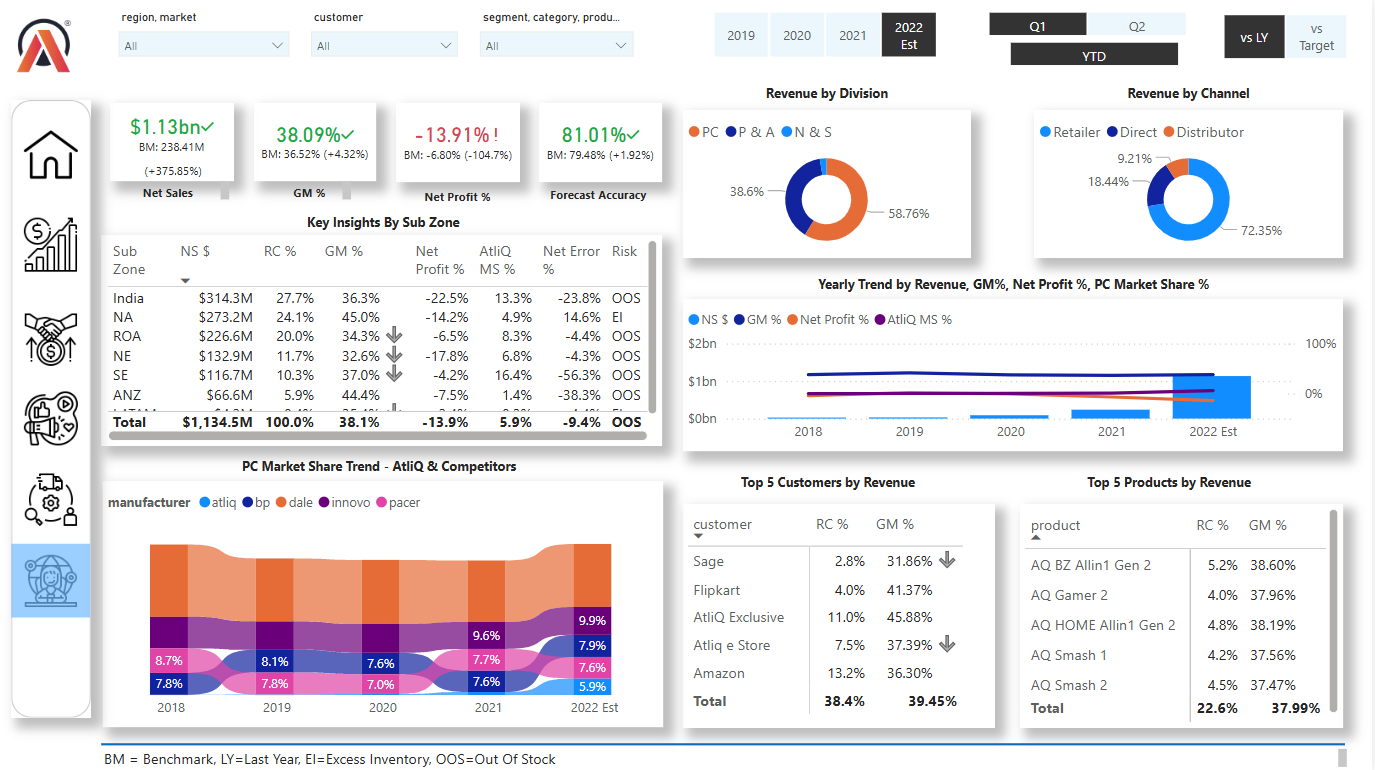 region, market
customer
segment, category, produ...
All
All
All
2019
2020
2021
2022 Est
Q1
Q2
YTD
vs LY
vs Target
$1.13bn
BM: 238.41M
(+375.85%)
Net Sales
38.09%
BM: 36.52% (+4.32%)
GM %
-13.91% !
BM: -6.80% (-104.7%)
Net Profit %
81.01%
BM: 79.48% (+1.92%)
Forecast Accuracy
Revenue by Division
PC P & A N & S
38.6%
58.76%
Revenue by Channel
Retailer Direct Distributor
9.21%
18.44%
72.35%
Key Insights By Sub Zone
Sub Zone NS $ RC % GM % Net Profit % AtliQ MS % Net Error % Risk
India $314.3M 27.7% 36.3% -22.5% 13.3% -23.8% OOS
NA $273.2M 24.1% 45.0% -14.2% 4.9% 14.6% EI
ROA $226.6M 20.0% 34.3% -6.5% 8.3% -4.4% OOS
NE $132.9M 11.7% 32.6% -17.8% 6.8% -4.3% OOS
SE $116.7M 10.3% 37.0% -4.2% 16.4% -56.3% OOS
ANZ $66.6M 5.9% 44.4% -7.5% 1.4% -38.3% OOS
Total $1,134.5M 100.0% 38.1% -13.9% 5.9% -9.4% OOS
Yearly Trend by Revenue, GM%, Net Profit %, PC Market Share %
NS $ GM % Net Profit % AtliQ MS %
$2bn
$1bn
$0bn
100%
0%
2018 2019 2020 2021 2022 Est
PC Market Share Trend - AtliQ & Competitors
manufacturer atliq bp dale innovo pacer
8.7%
7.8%
8.1%
7.8%
7.6%
7.0%
9.6%
7.7%
7.6%
9.9%
7.9%
7.6%
5.9%
2018 2019 2020 2021 2022 Est
Top 5 Customers by Revenue
customer RC % GM %
Sage 2.8% 31.86%
Flipkart 4.0% 41.37%
AtliQ Exclusive 11.0% 45.88%
Atliq e Store 7.5% 37.39%
Amazon 13.2% 36.30%
Total 38.4% 39.45%
Top 5 Products by Revenue
product RC % GM %
AQ BZ Allin1 Gen 2 5.2% 38.60%
AQ Gamer 2 4.0% 37.96%
AQ HOME Allin1 Gen 2 4.8% 38.19%
AQ Smash 1 4.2% 37.56%
AQ Smash 2 4.5% 37.47%
Total 22.6% 37.99%
BM = Benchmark, LY=Last Year, EI=Excess Inventory, OOS=Out Of Stock